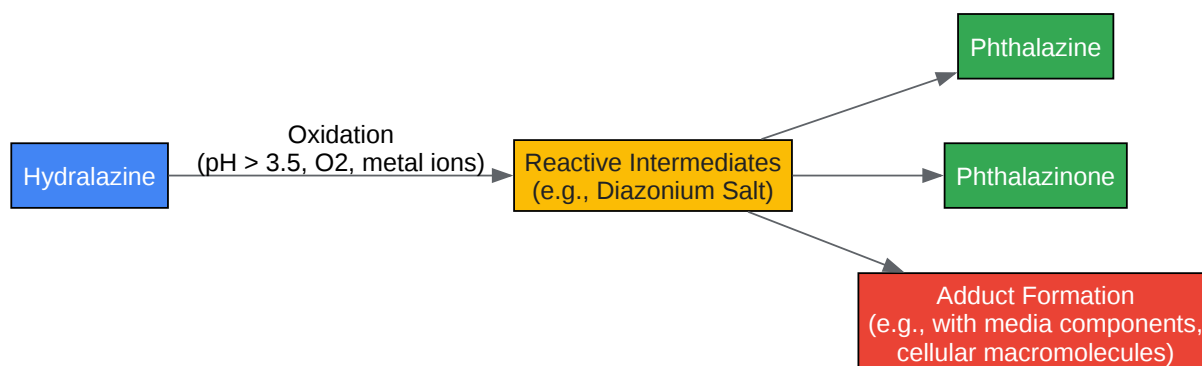 Phthalazine
Oxidation
(pH > 3.5, O2, metal ions)
Hydralazine
Reactive Intermediates
(e.g., Diazonium Salt)
Phthalazinone
Adduct Formation
(e.g., with media components,
cellular macromolecules)